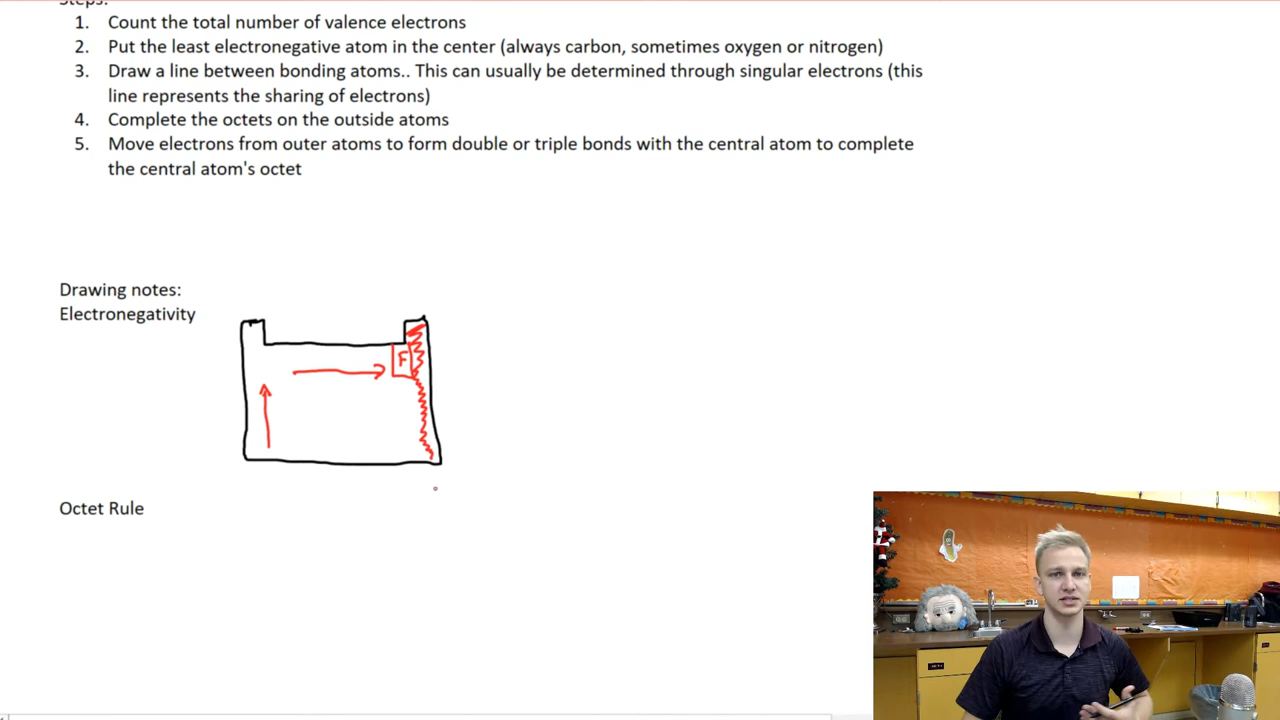 Steps:
1. Count the total number of valence electrons
2. Put the least electronegative atom in the center (always carbon, sometimes oxygen or nitrogen)
3. Draw a line between bonding atoms.. This can usually be determined through singular electrons (this
line represents the sharing of electrons)
4. Complete the octets on the outside atoms
5. Move electrons from outer atoms to form double or triple bonds with the central atom to complete
the central atom's octet
Drawing notes:
Electronegativity
F
Octet Rule